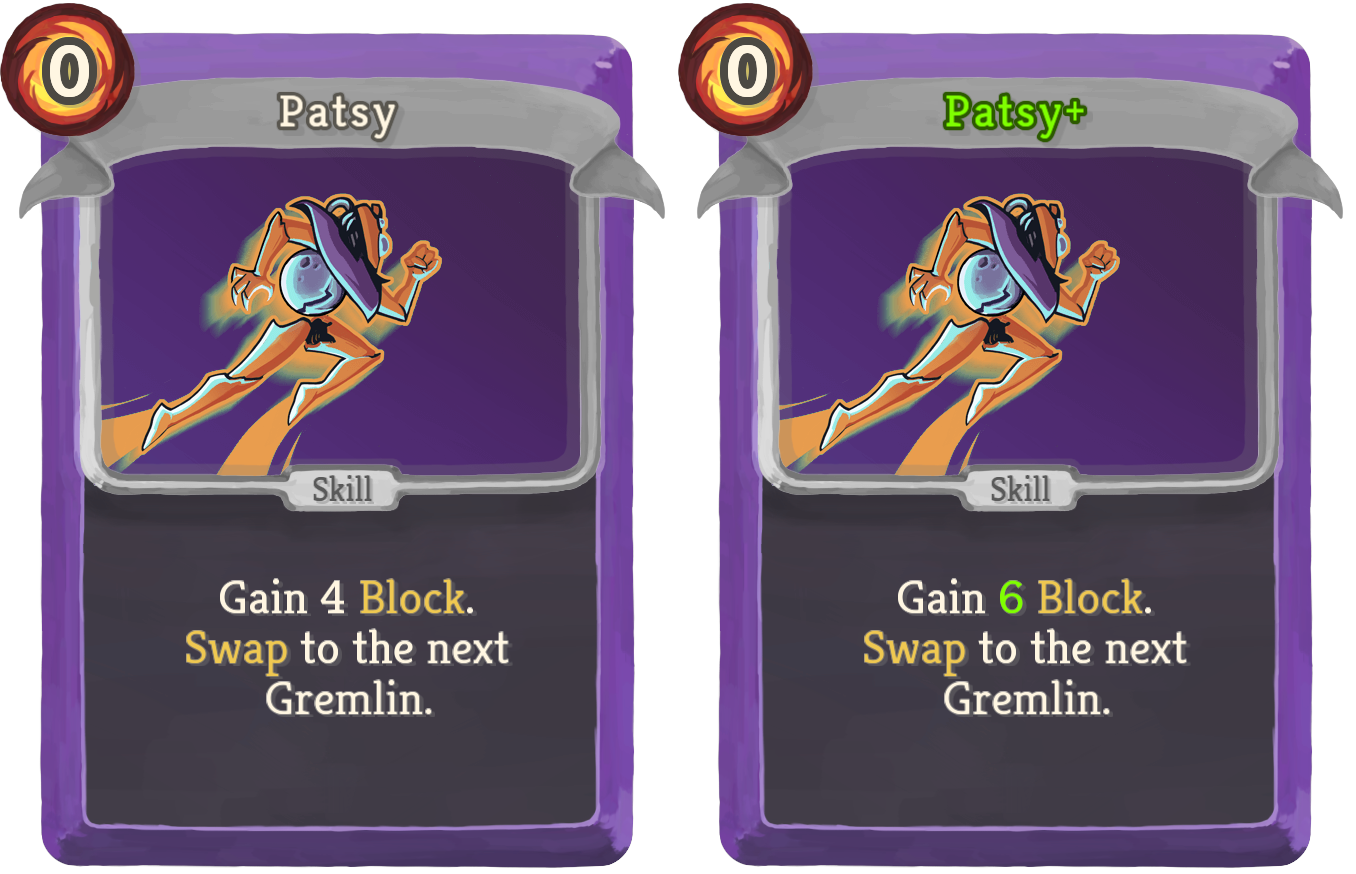 0
Patsy
Skill
Gain 4 Block.
Swap to the next
Gremlin.
0
Patsy+
Skill
Gain 6 Block.
Swap to the next
Gremlin.